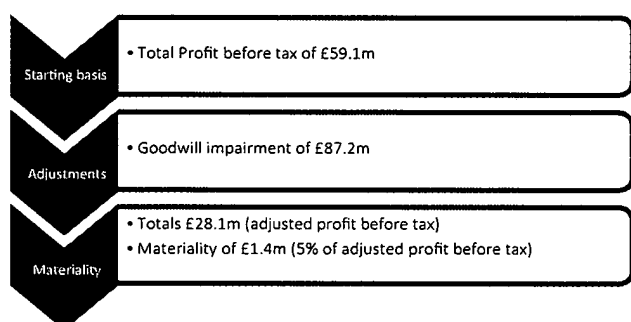 Starting basis
• Total Profit before tax of £59.1m
Adjustments
• Goodwill impairment of £87.2m
Materiality
• Totals £28.1m (adjusted profit before tax)
• Materiality of £1.4m (5% of adjusted profit before tax)